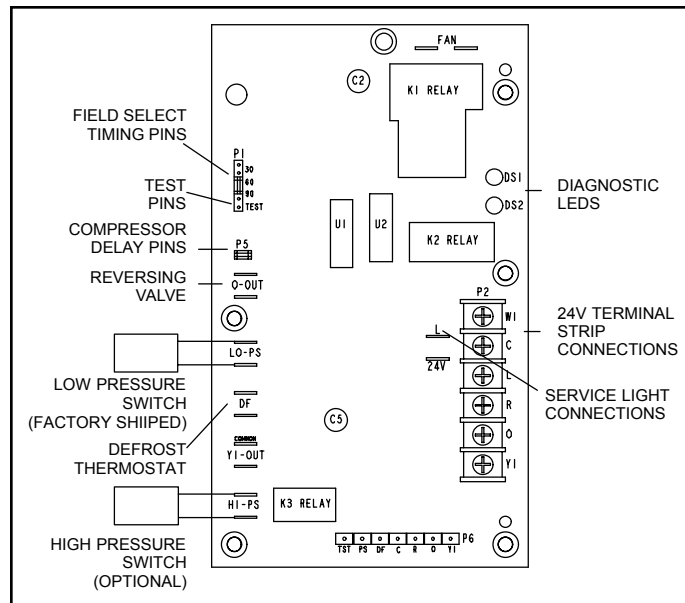 FAN
C2
K1 RELAY
FIELD SELECT
TIMING PINS
P1
30
60
90
TEST
TEST
PINS
DS1
DS2
DIAGNOSTIC
LEDS
U1
U2
K2 RELAY
COMPRESSOR
DELAY PINS
P5
REVERSING
VALVE
O-OUT
P2
W1
C
L
R
O
Y1
24V TERMINAL
STRIP
CONNECTIONS
L
24V
SERVICE LIGHT
CONNECTIONS
LO-PS
LOW PRESSURE
SWITCH
(FACTORY SHIIPED)
DF
DEFROST
THERMOSTAT
C5
COMMON
Y1-OUT
HI-PS
K3 RELAY
HIGH PRESSURE
SWITCH
(OPTIONAL)
P6
TST PS DF C R O Y1